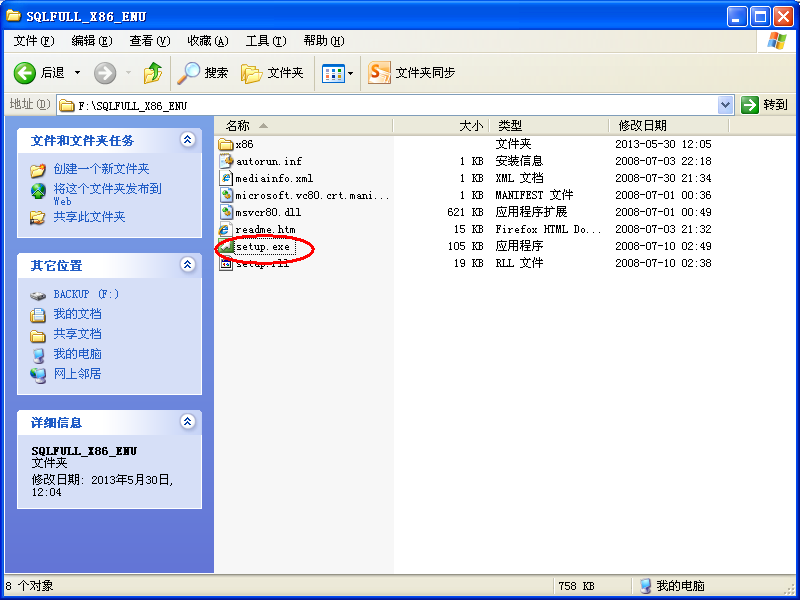 SQLFULL_X86_ENU
文件(F) 编辑(E) 查看(V) 收藏(A) 工具(T) 帮助(H)
后退 搜索 文件夹 文件夹同步
地址(D) F:\SQLFULL_X86_ENU 转到
文件和文件夹任务
创建一个新文件夹
将这个文件夹发布到
Web
共享此文件夹
其它位置
BACKUP (F:)
我的文档
共享文档
我的电脑
网上邻居
详细信息
SQLFULL_X86_ENU
文件夹
修改日期: 2013年5月30日,
12:04
名称 大小 类型 修改日期
x86 文件夹 2013-05-30 12:05
autorun.inf 1 KB 安装信息 2008-07-03 22:18
mediainfo.xml 1 KB XML 文档 2008-07-30 21:34
microsoft.vc80.crt.mani... 1 KB MANIFEST 文件 2008-07-01 00:36
msvcr80.dll 621 KB 应用程序扩展 2008-07-01 00:49
readme.htm 15 KB Firefox HTML Do... 2008-07-03 21:32
setup.exe 105 KB 应用程序 2008-07-10 02:49
setup.rll 19 KB RLL 文件 2008-07-10 02:38
8 个对象 758 KB 我的电脑